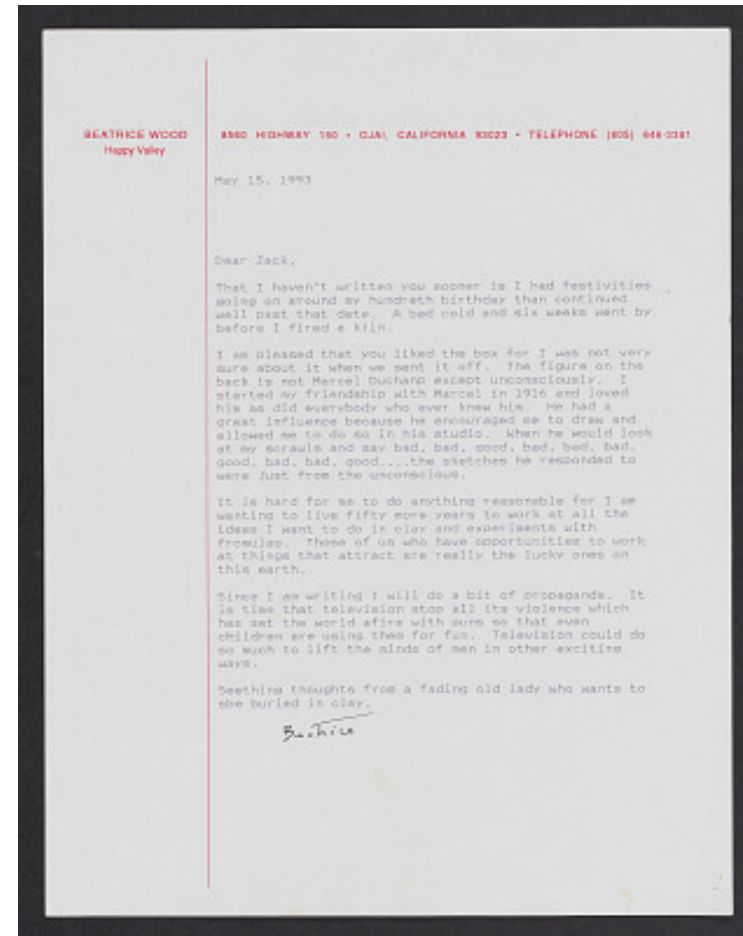 BEATRICE WOOD
Happy Valley
8560 HIGHWAY 150 • OJAI, CALIFORNIA 93023 • TELEPHONE (805) 646-3381
May 15, 1993
Dear Jack,
That I haven't written you sooner is I had festivities
going on around my hundreth birthday than continued
well past that date. A bad cold and six weeks went by
before I fired a kiln.
I am pleased that you liked the box for I was not very
sure about it when we sent it off. The figure on the
back is not Marcel Duchamp except unconsciously. I
started my friendship with Marcel in 1916 and loved
him as did everybody who ever knew him. He had a
great influence because he encouraged me to draw and
allowed me to do so in his studio. When he would look
at my scrawls and say bad, bad, good, bad, bad, bad,
good, bad, bad, good....the sketches he responded to
were just from the unconscious.
It is hard for me to do anything reasonable for I am
wanting to live fifty more years to work at all the
ideas I want to do in clay and experiments with
fromulas. Those of us who have opportunities to work
at things that attract are really the lucky ones on
this earth.
Since I am writing I will do a bit of propaganda. It
is time that television stop all its violence which
has set the world afire with guns so that even
children are using them for fun. Television could do
so much to lift the minds of men in other exciting
ways.
Seething thoughts from a fading old lady who wants to
she buried in clay.
Beatrice